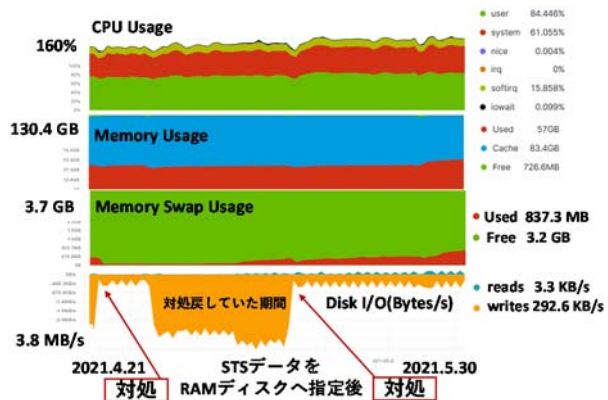 CPU Usage
160%
user 84.446%
system 61.055%
nice 0.004%
irq 0%
softirq 15.858%
iowait 0.099%
130.4 GB
Memory Usage
Used 57GB
Cache 83.4GB
Free 726.6MB
3.7 GB
Memory Swap Usage
Used 837.3 MB
Free 3.2 GB
対処戻していた期間
Disk I/O(Bytes/s)
reads 3.3 KB/s
writes 292.6 KB/s
3.8 MB/s
2021.4.21
STSデータを
2021.5.30
対処
RAMディスクへ指定後
対処